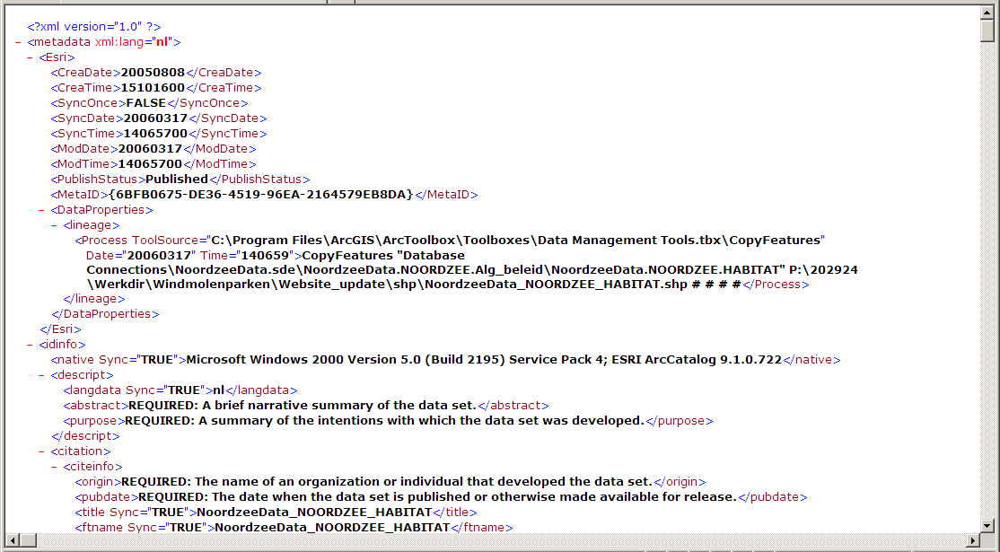 <?xml version="1.0" ?>
- <metadata xml:lang="nl">
- <Esri>
<CreaDate>20050808</CreaDate>
<CreaTime>15101600</CreaTime>
<SyncOnce>FALSE</SyncOnce>
<SyncDate>20060317</SyncDate>
<SyncTime>14065700</SyncTime>
<ModDate>20060317</ModDate>
<ModTime>14065700</ModTime>
<PublishStatus>Published</PublishStatus>
<MetaID>{6BFB0675-DE36-4519-96EA-2164579EB8DA}</MetaID>
- <DataProperties>
- <lineage>
<Process ToolSource="C:\Program Files\ArcGIS\ArcToolbox\Toolboxes\Data Management Tools.tbx\CopyFeatures"
Date="20060317" Time="140659">CopyFeatures "Database
Connections\NoordzeeData.sde\NoordzeeData.NOORDZEE.Alg_beleid\NoordzeeData.NOORDZEE.HABITAT" P:\202924
\Werkdir\Windmolenparken\Website_update\shp\NoordzeeData_NOORDZEE_HABITAT.shp # # # #</Process>
</lineage>
</DataProperties>
</Esri>
- <idinfo>
<native Sync="TRUE">Microsoft Windows 2000 Version 5.0 (Build 2195) Service Pack 4; ESRI ArcCatalog 9.1.0.722</native>
- <descript>
<langdata Sync="TRUE">nl</langdata>
<abstract>REQUIRED: A brief narrative summary of the data set.</abstract>
<purpose>REQUIRED: A summary of the intentions with which the data set was developed.</purpose>
</descript>
- <citation>
- <citeinfo>
<origin>REQUIRED: The name of an organization or individual that developed the data set.</origin>
<pubdate>REQUIRED: The date when the data set is published or otherwise made available for release.</pubdate>
<title Sync="TRUE">NoordzeeData_NOORDZEE_HABITAT</title>
<ftname Sync="TRUE">NoordzeeData_NOORDZEE_HABITAT</ftname>